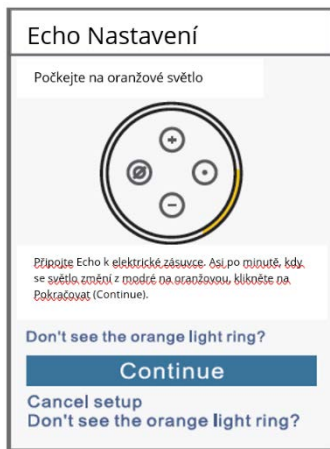 Echo Nastavení
Počkejte na oranžové světlo
Připojte Echo k elektrické zásuvce. Asi po minutě, kdy
se světlo změní z modré na oranžovou, klikněte na
Pokračovat (Continue).
Don't see the orange light ring?
Continue
Cancel setup
Don't see the orange light ring?